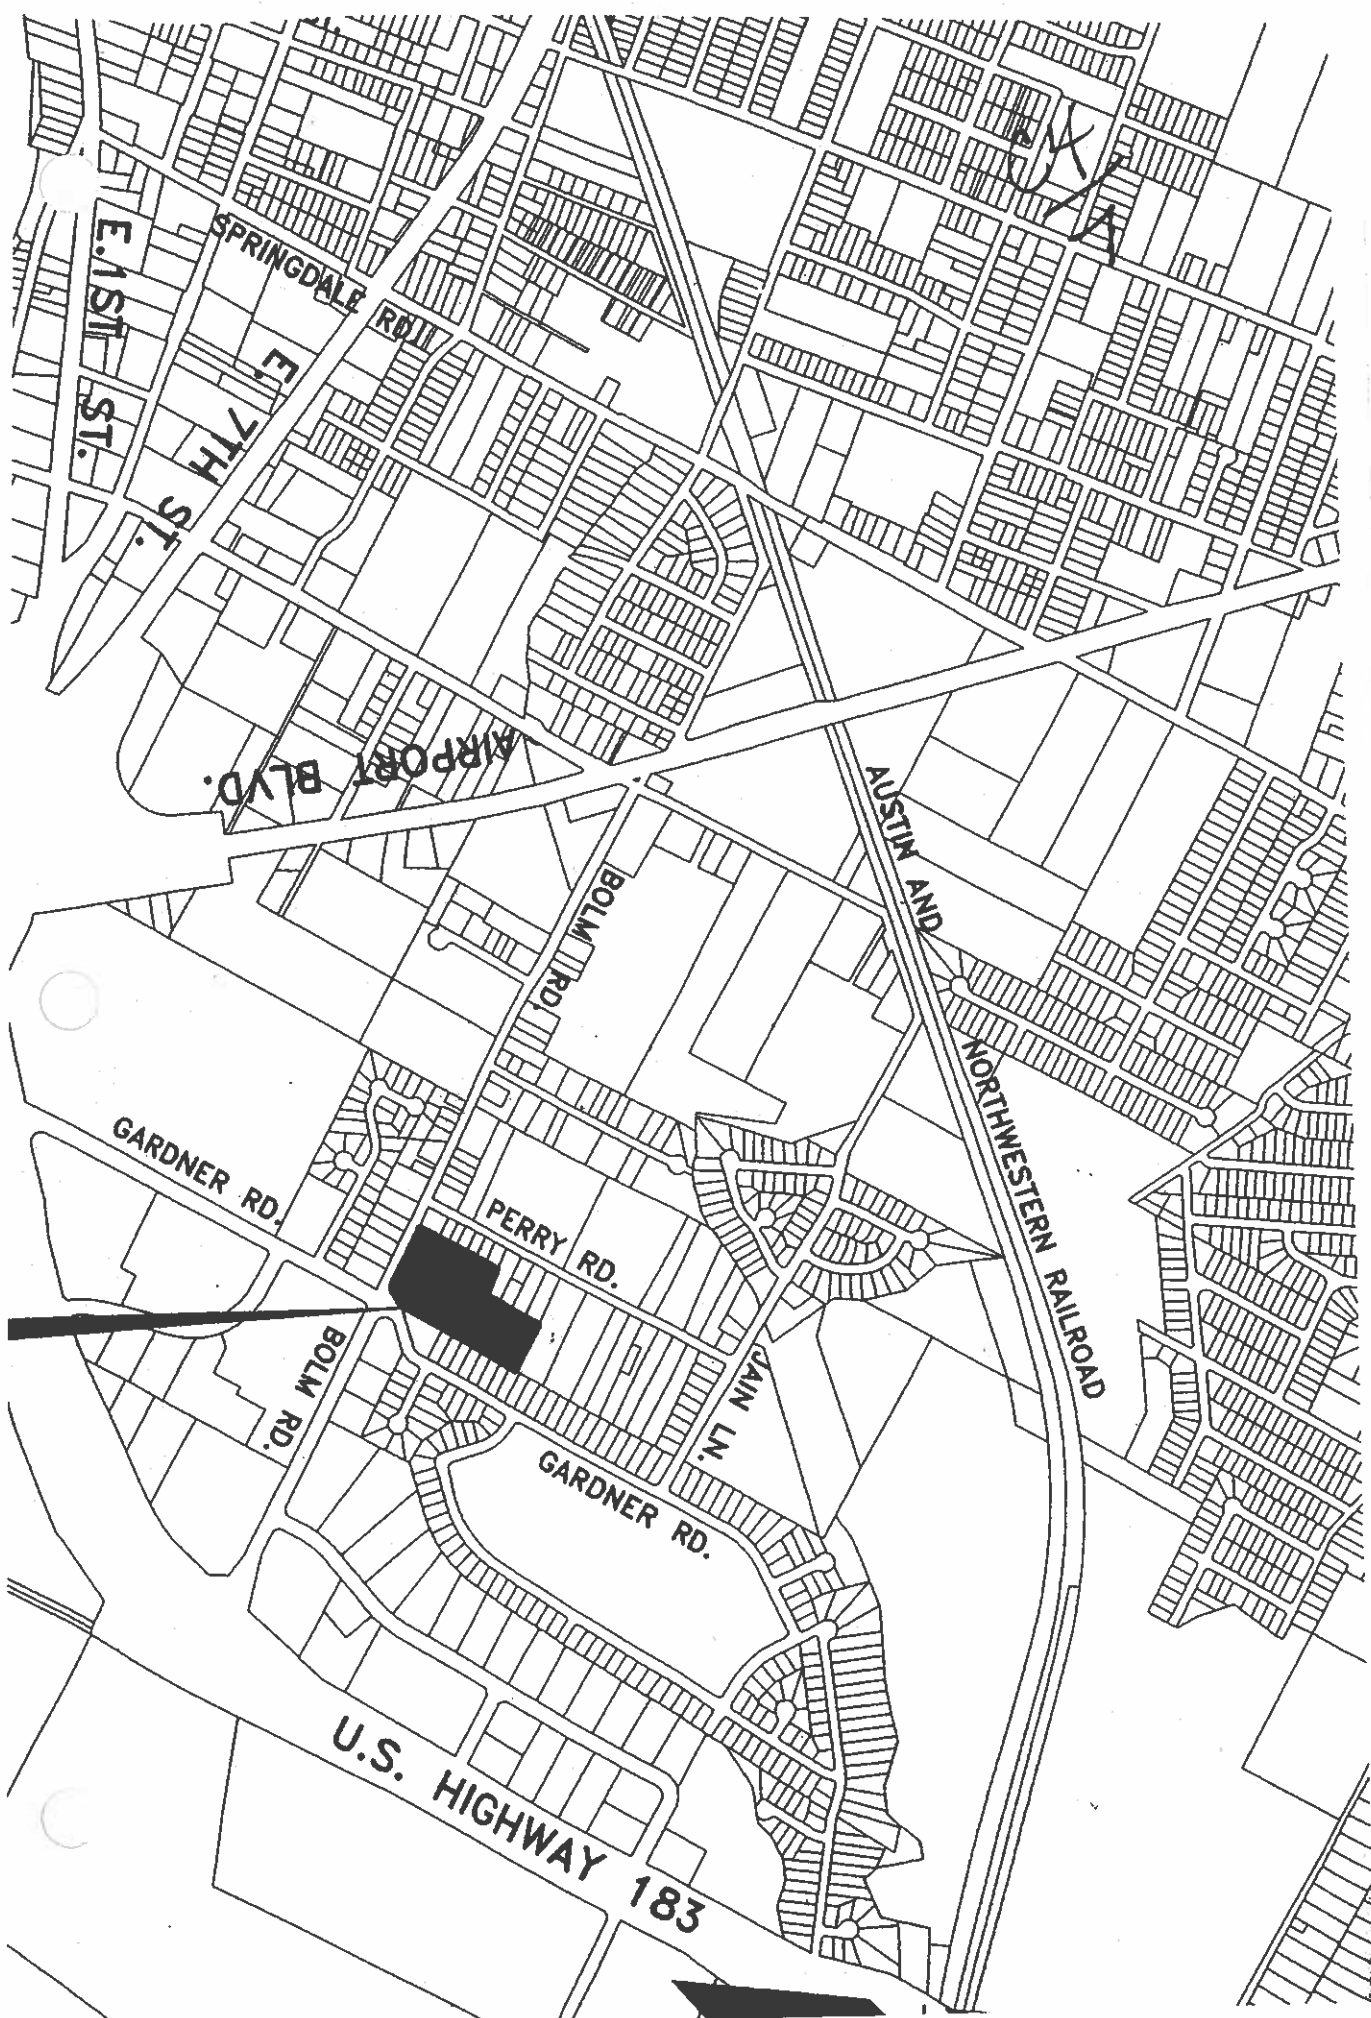 SPRINGDALE RD.
E. 1ST ST.
E. 7TH ST.
AIRPORT BLVD.
AUSTIN AND NORTHWESTERN RAILROAD
BOLM RD.
GARDNER RD.
PERRY RD.
BOLM RD.
JAIN LN.
GARDNER RD.
U.S. HIGHWAY 183